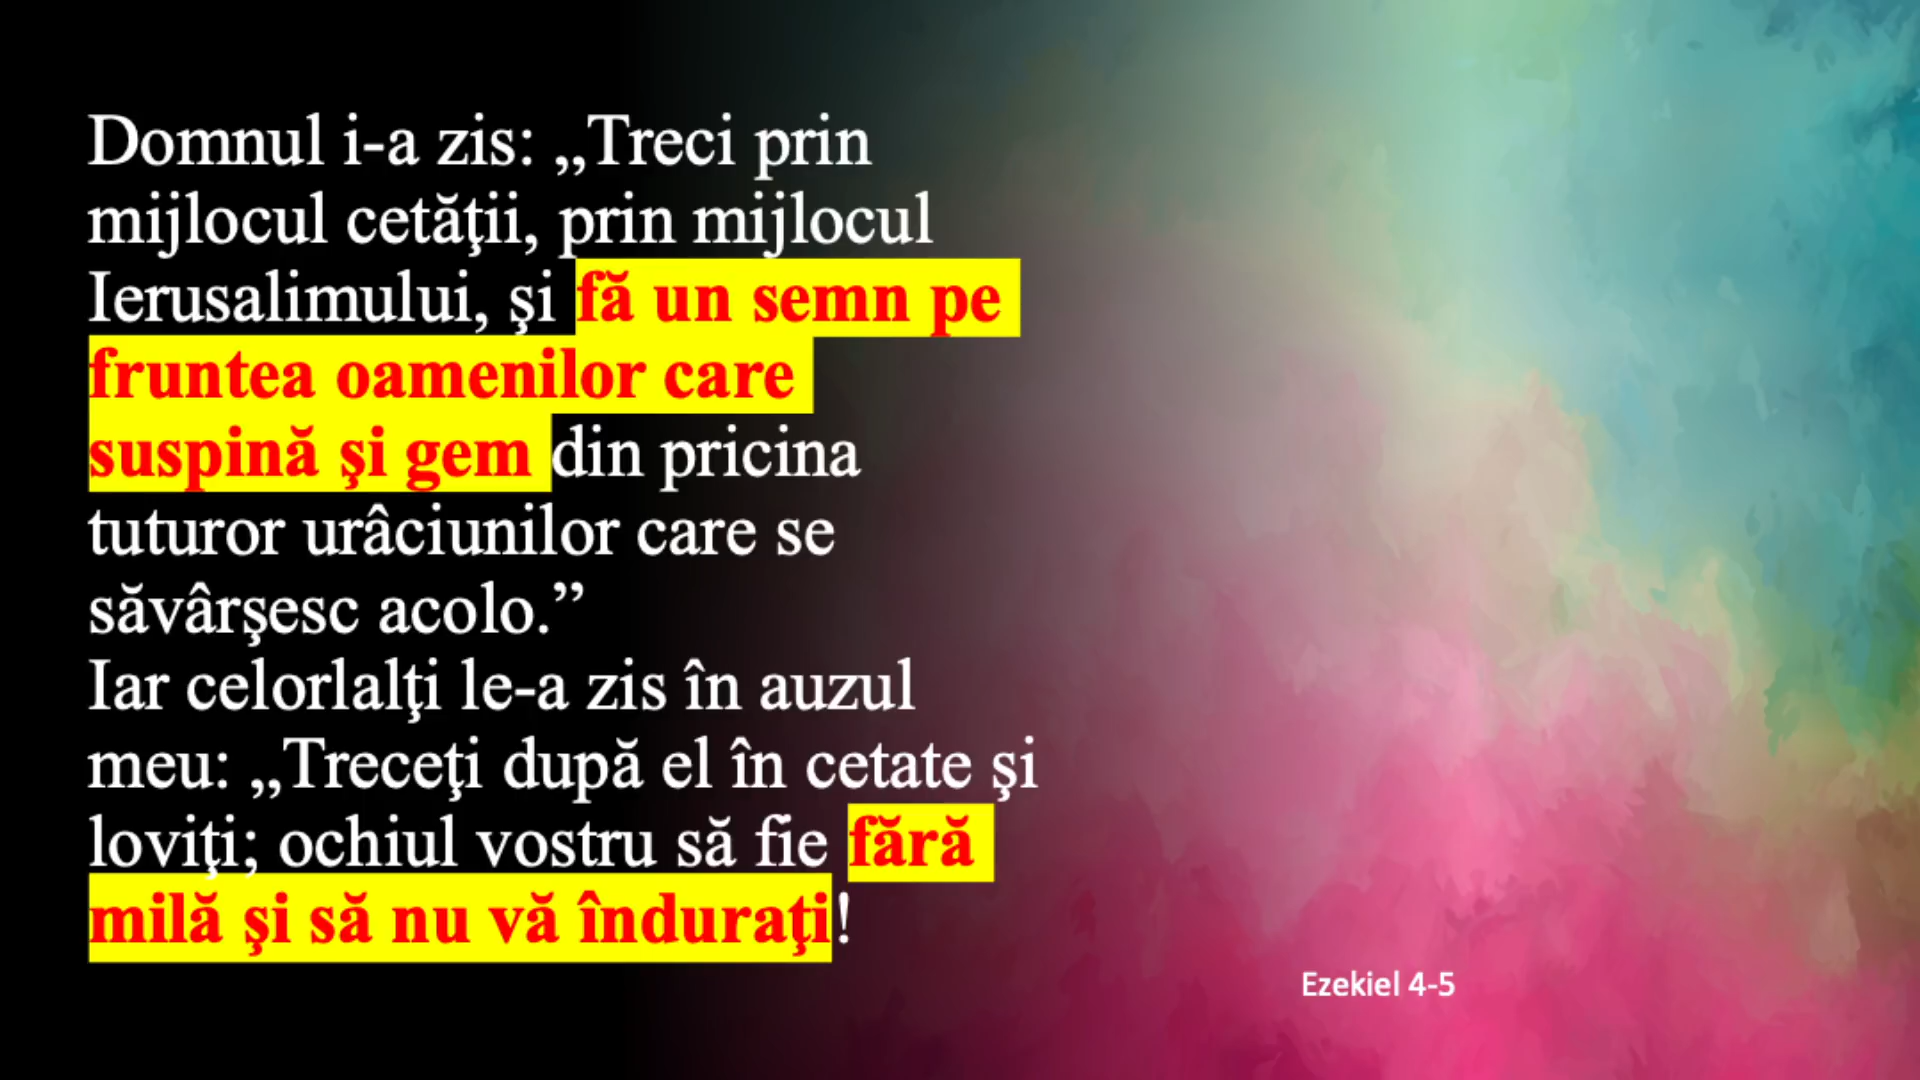 Domnul i-a zis: „Treci prin
mijlocul cetăţii, prin mijlocul
Ierusalimului, şi fă un semn pe
fruntea oamenilor care
suspină şi gem din pricina
tuturor urâciunilor care se
săvârşesc acolo.”
Iar celorlalţi le-a zis în auzul
meu: „Treceţi după el în cetate şi
loviţi; ochiul vostru să fie fără
milă şi să nu vă înduraţi!
Ezekiel 4-5